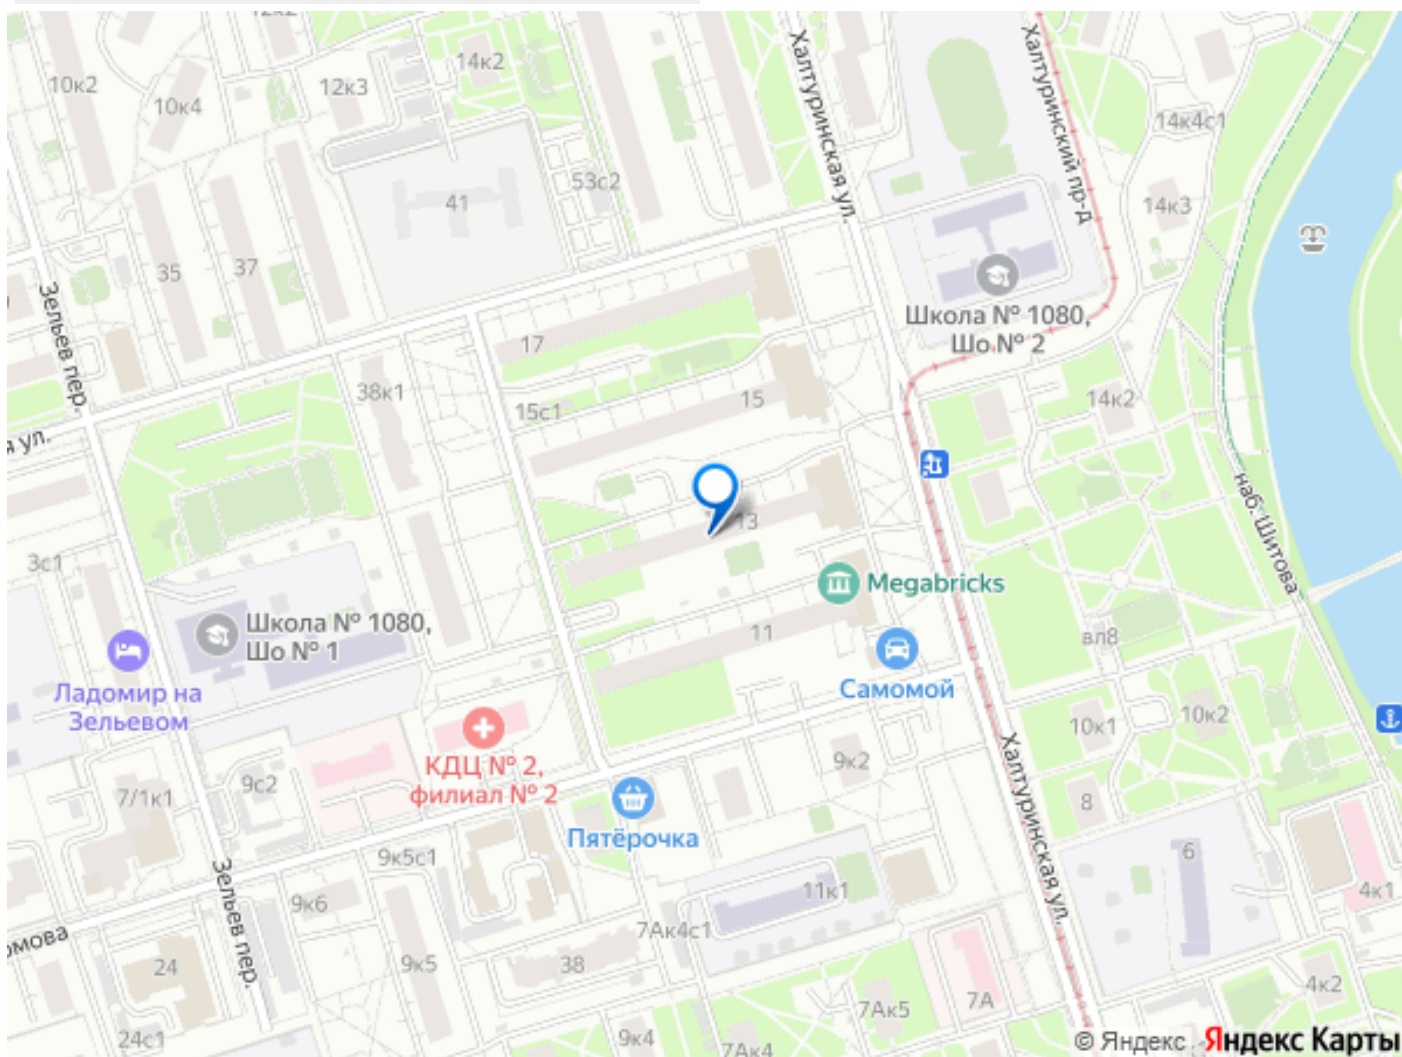 12к2
14к2
10к2
10к4
12к3
Халтуринская ул.
Халтуринский пр-д
14к4с1
53с2
41
14к3
35
37
Зельев пер.
Школа № 1080,
Шо № 2
17
38к1
15с1
15
14к2
я ул.
13
3с1
наб. Шитова
Megabricks
Школа № 1080,
Шо № 1
11
вл8
Ладомир на
Зельевом
Самомой
10к1
10к2
КДЦ № 2,
филиал № 2
7/1к1
9с2
9к2
Халтуринская ул.
8
Пятёрочка
9к5с1
6
11к1
4к1
Зельев пер.
9к6
омова
7Ак4с1
24
9к5
38
7Ак5
7А
4к2
24с1
9к4
7Ак4
© Яндекс
Яндекс Карты